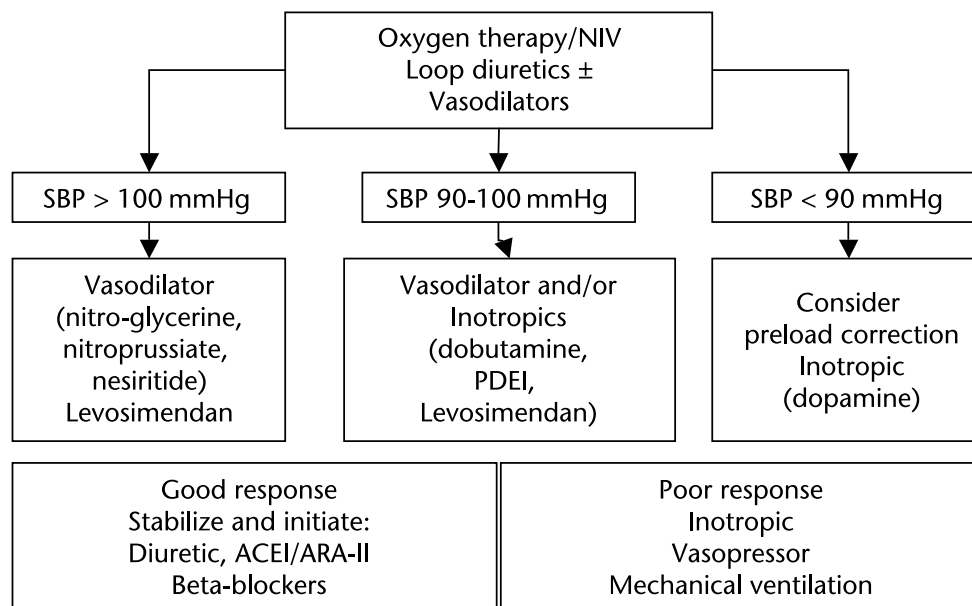 Oxygen therapy/NIV
Loop diuretics ±
Vasodilators
SBP > 100 mmHg
SBP 90-100 mmHg
SBP < 90 mmHg
Vasodilator
(nitro-glycerine,
nitroprussiate,
nesiritide)
Levosimendan
Vasodilator and/or
Inotropics
(dobutamine,
PDEI,
Levosimendan)
Consider
preload correction
Inotropic
(dopamine)
Good response
Stabilize and initiate:
Diuretic, ACEI/ARA-II
Beta-blockers
Poor response
Inotropic
Vasopressor
Mechanical ventilation